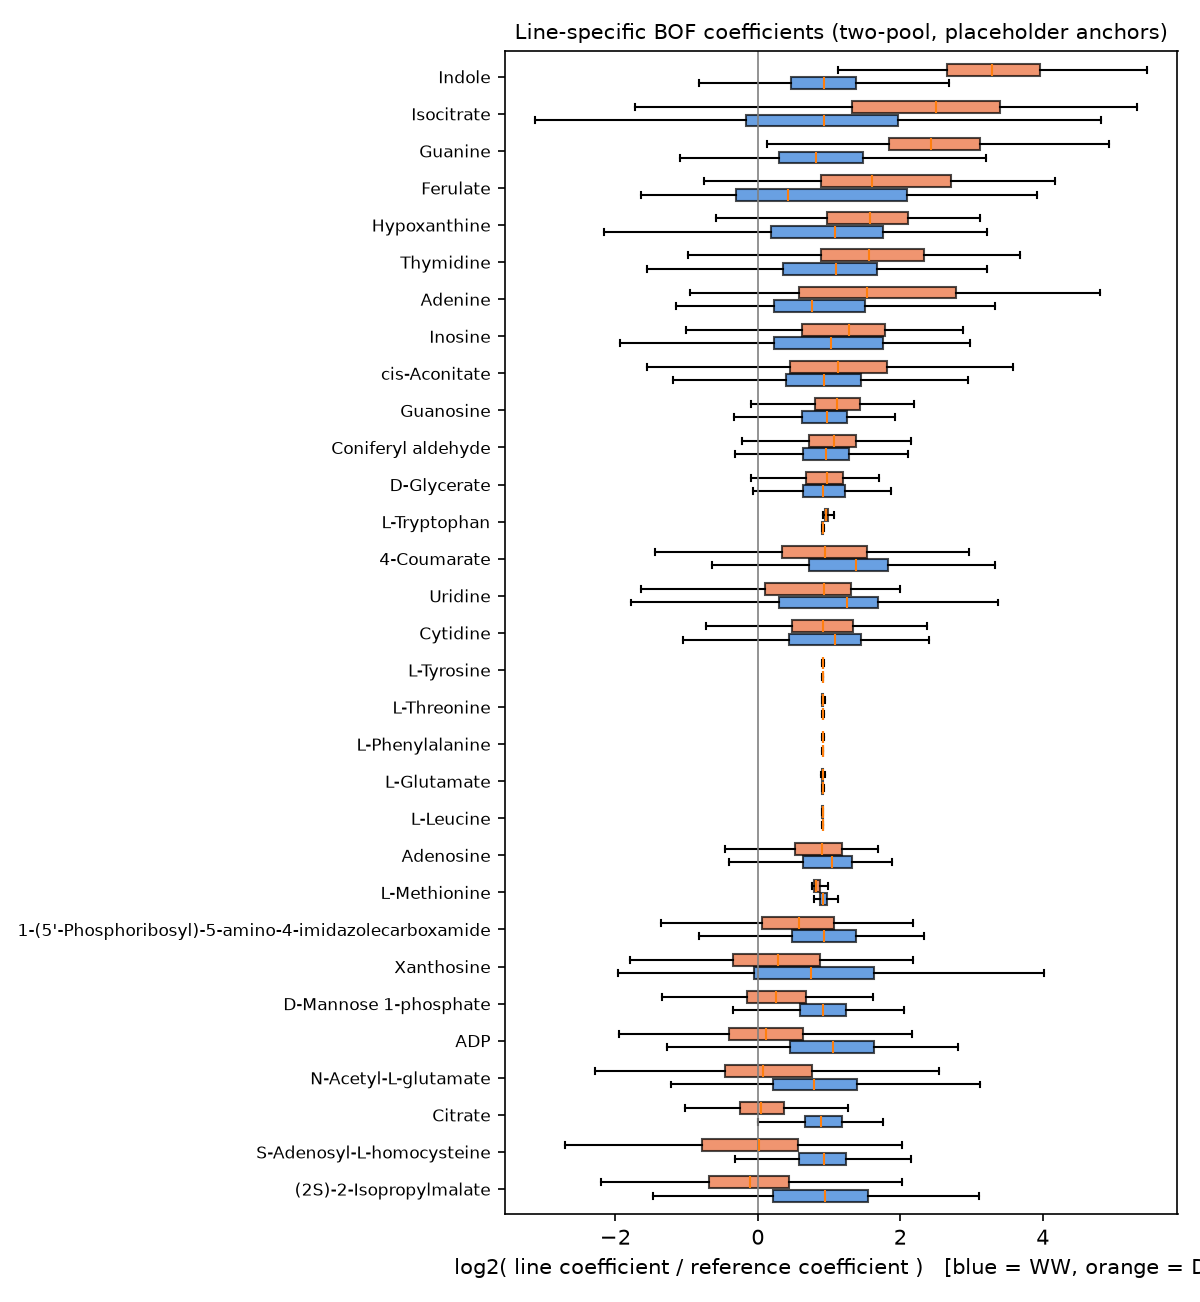 Line-specific BOF coefficients (two-pool, placeholder anchors)
Indole
Isocitrate
Guanine
Ferulate
Hypoxanthine
Thymidine
Adenine
Inosine
cis-Aconitate
Guanosine
Coniferyl aldehyde
D-Glycerate
L-Tryptophan
4-Coumarate
Uridine
Cytidine
L-Tyrosine
L-Threonine
L-Phenylalanine
L-Glutamate
L-Leucine
Adenosine
L-Methionine
1-(5'-Phosphoribosyl)-5-amino-4-imidazolecarboxamide
Xanthosine
D-Mannose 1-phosphate
ADP
N-Acetyl-L-glutamate
Citrate
S-Adenosyl-L-homocysteine
(2S)-2-Isopropylmalate
−2 0 2 4
log2( line coefficient / reference coefficient ) [blue = WW, orange =